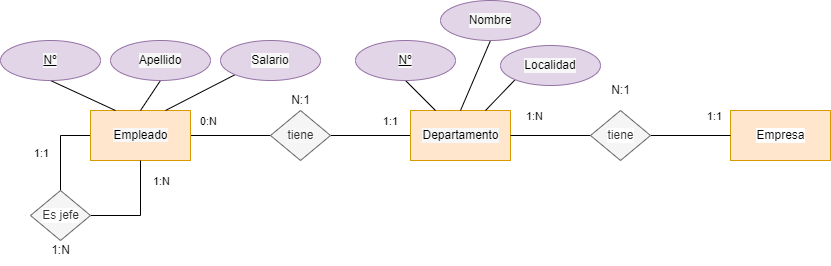 Nombre
Nº
Apellido
Salario
Nº
Localidad
N:1
N:1
0:N
1:1
1:N
1:1
Empleado
tiene
Departamento
tiene
Empresa
1:1
1:N
Es jefe
1:N